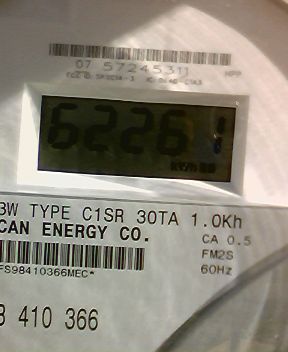 07 57245311 MPP
62261
3W TYPE C1SR 30TA 1.0Kh
CAN ENERGY CO.
CA 0.5
FM2S
60Hz
FS98410366MEC*
410 366